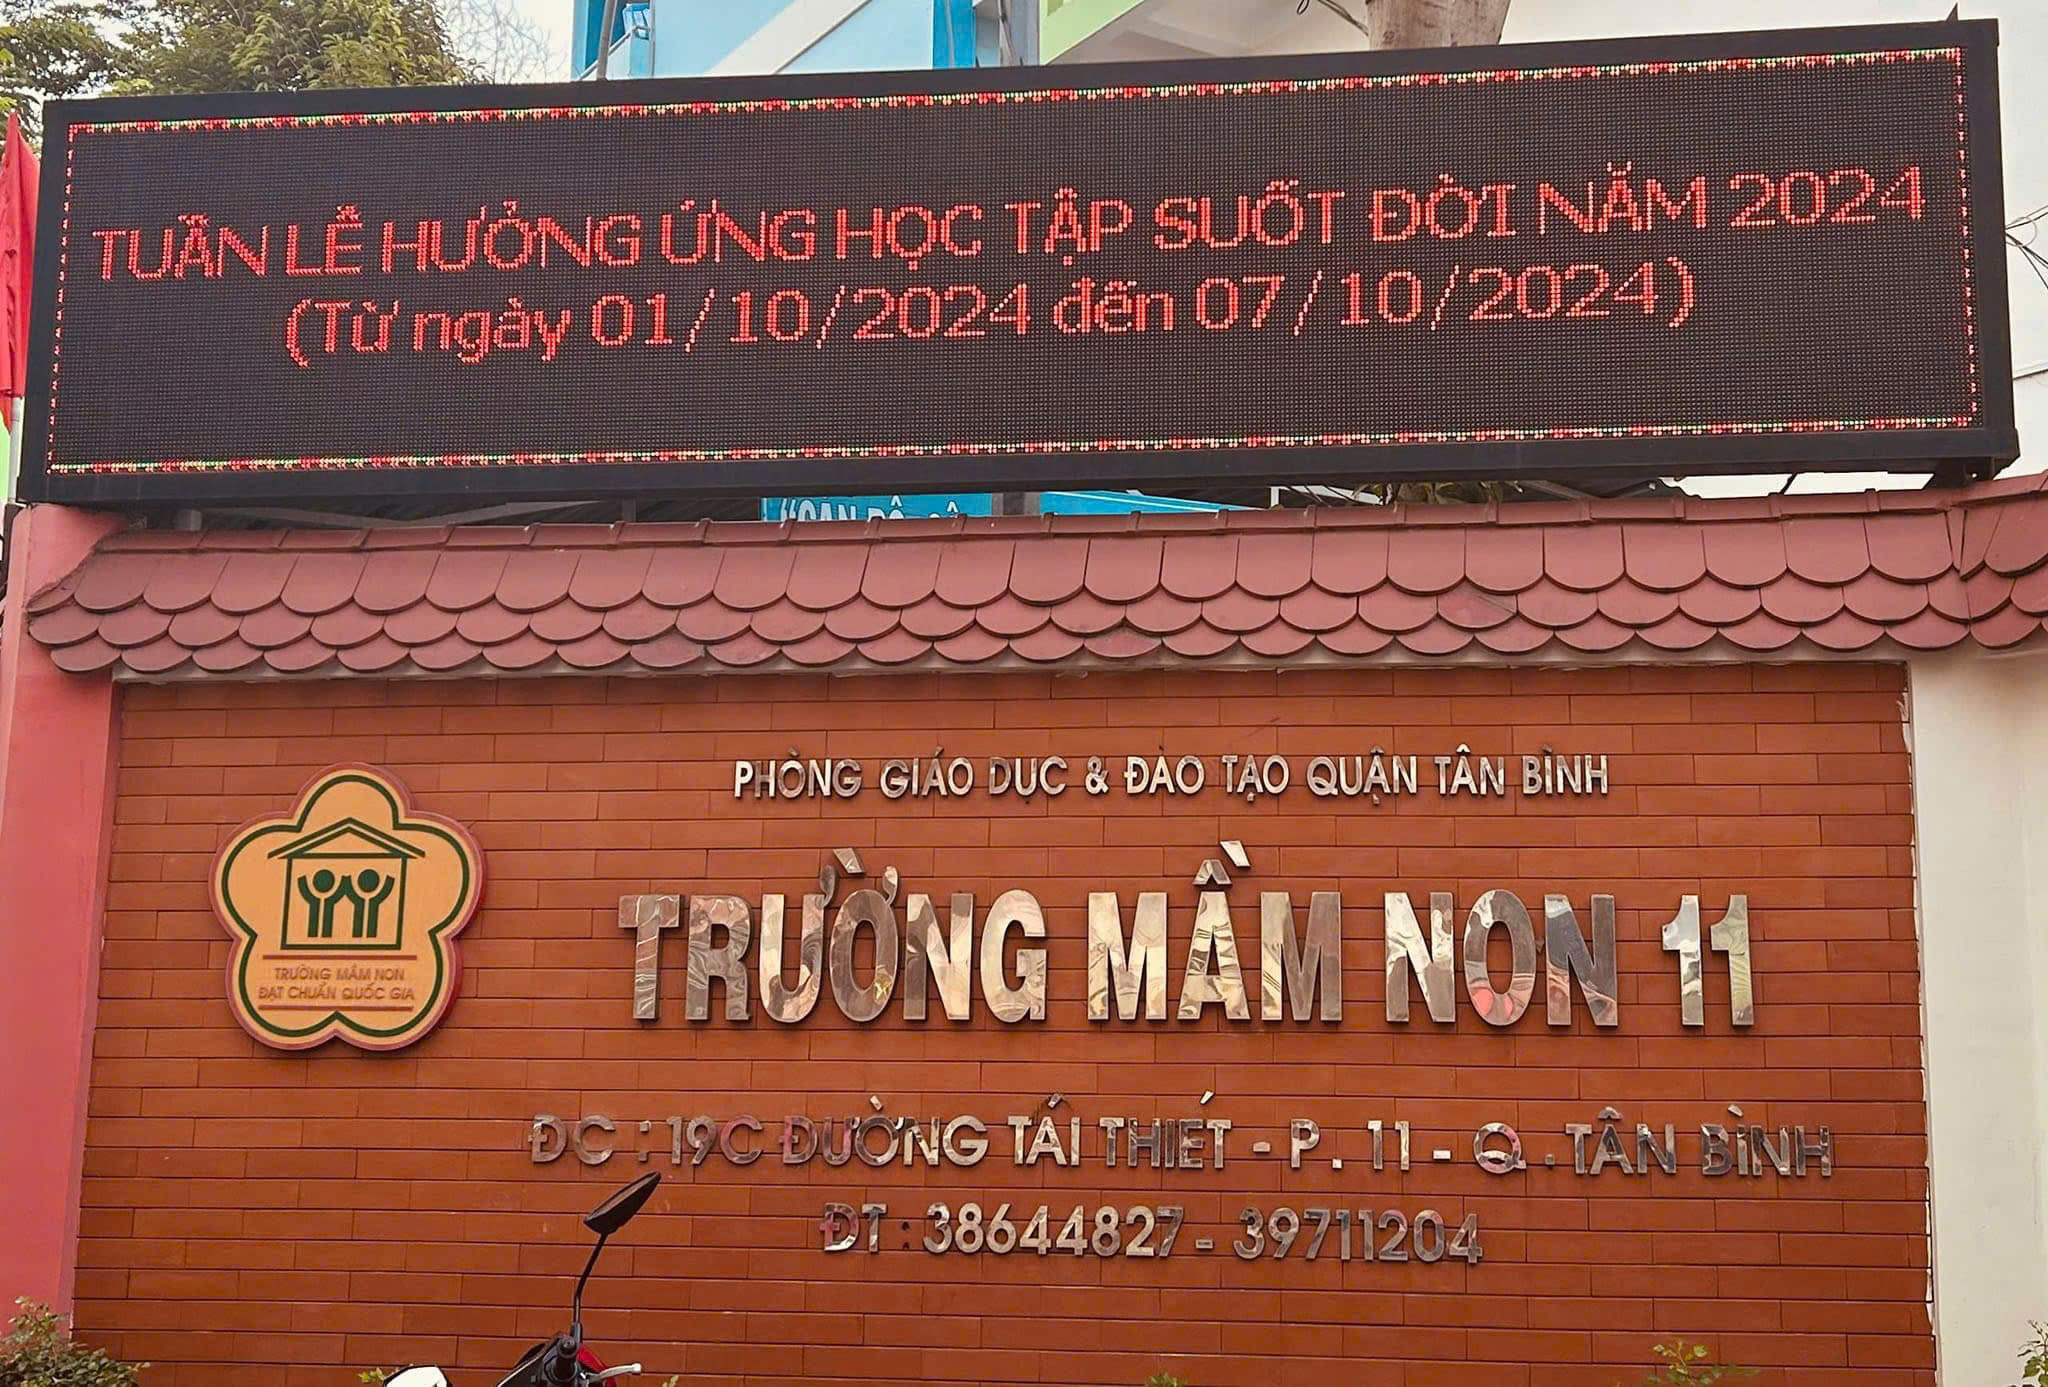 TUẦN LỄ HƯỞNG ỨNG HỌC TẬP SUỐT ĐỜI NĂM 2024
(Từ ngày 01/10/2024 đến 07/10/2024)
"CÁN BỘ
PHÒNG GIÁO DỤC & ĐÀO TẠO QUẬN TÂN BÌNH
TRƯỜNG MẦM NON 11
TRƯỜNG MẦM NON
ĐẠT CHUẨN QUỐC GIA
ĐC : 19C ĐƯỜNG TÁI THIẾT - P. 11 - Q. TÂN BÌNH
ĐT : 38644827 - 39711204